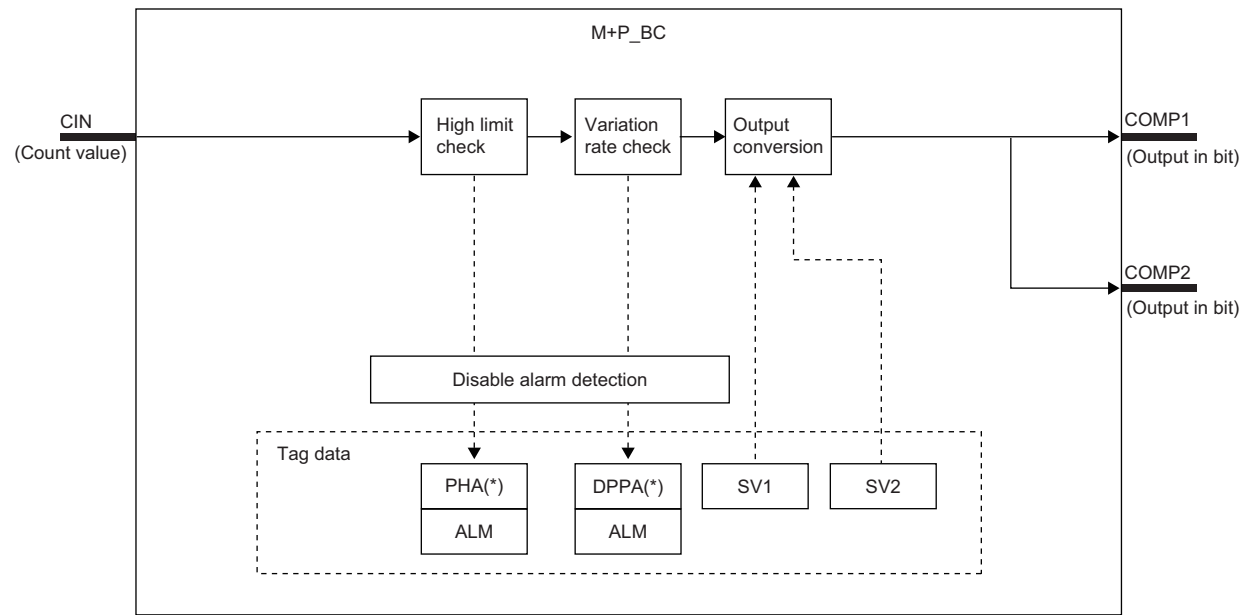 M+P_BC
CIN
(Count value)
High limit
check
Variation
rate check
Output
conversion
COMP1
(Output in bit)
COMP2
(Output in bit)
Disable alarm detection
Tag data
PHA(*)
ALM
DPPA(*)
ALM
SV1
SV2